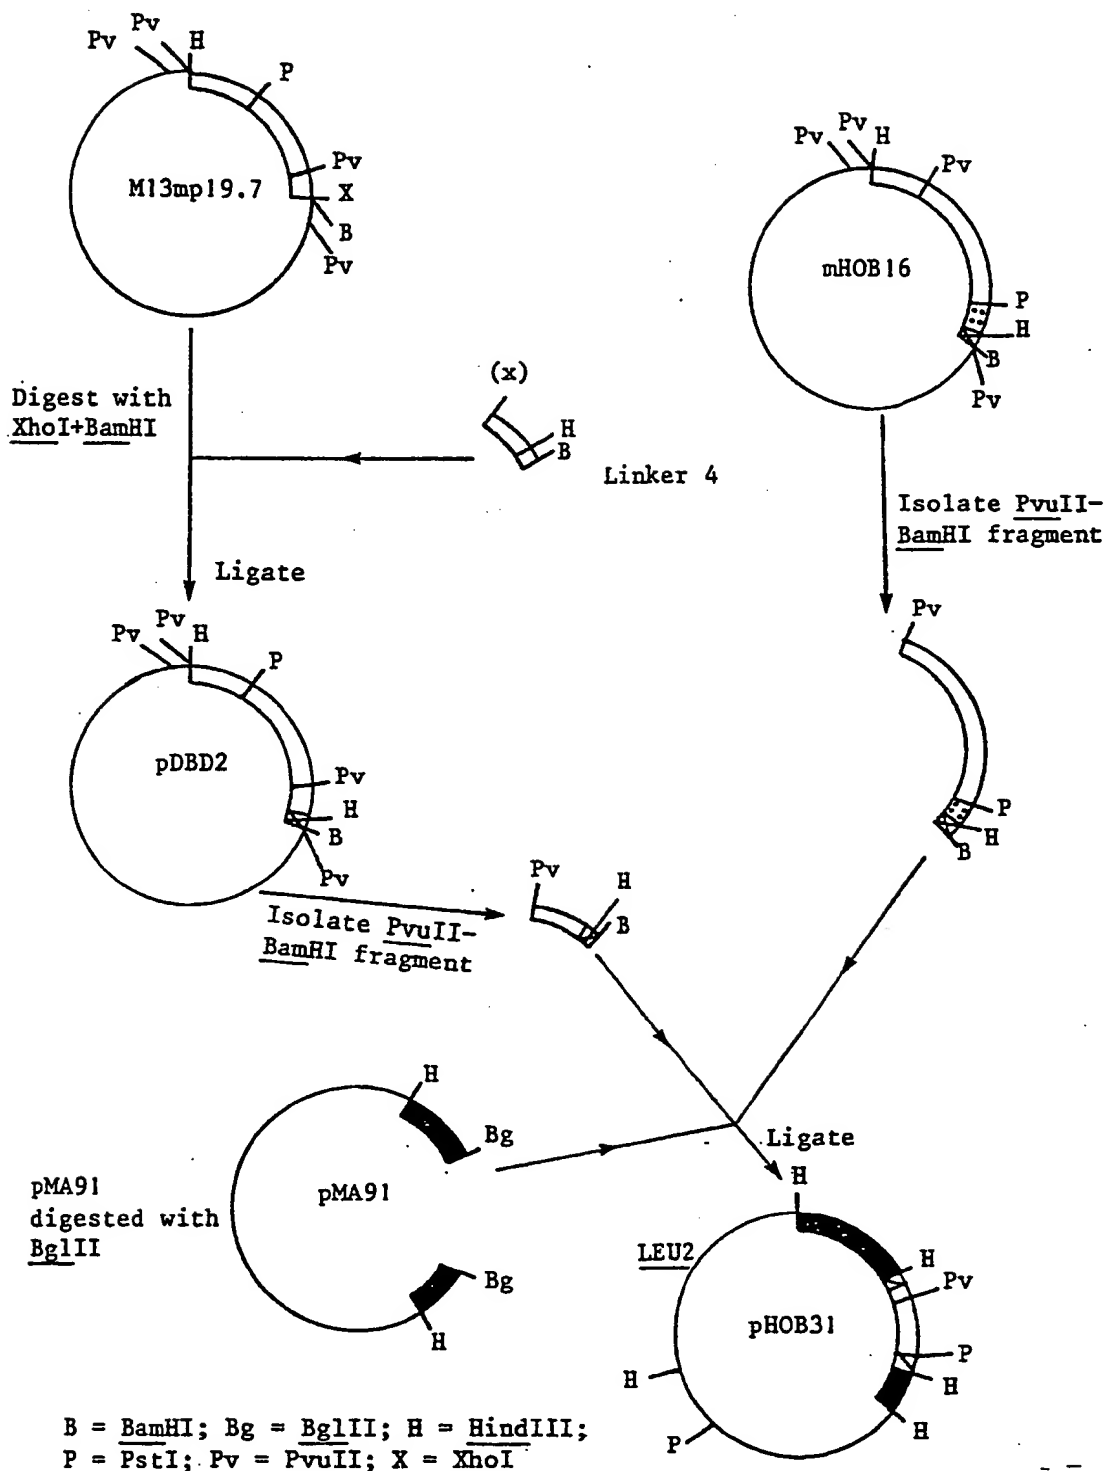 Pv
Pv
H
P
Pv
X
B
Pv
M13mp19.7
Pv
Pv
H
Pv
P
H
B
Pv
mHOB16
Digest with
XhoI+BamHI
(x)
H
B
Linker 4
Isolate PvuII-
BamHI fragment
Ligate
Pv
Pv
H
P
Pv
H
B
Pv
pDBD2
Pv
P
H
B
Isolate PvuII-
BamHI fragment
Pv
H
B
H
Bg
pMA91
Bg
H
pMA91
digested with
BglII
Ligate
H
LEU2
H
Pv
pHOB31
P
H
H
H
P
B = BamHI; Bg = BglII; H = HindIII;
P = PstI; Pv = PvuII; X = XhoI